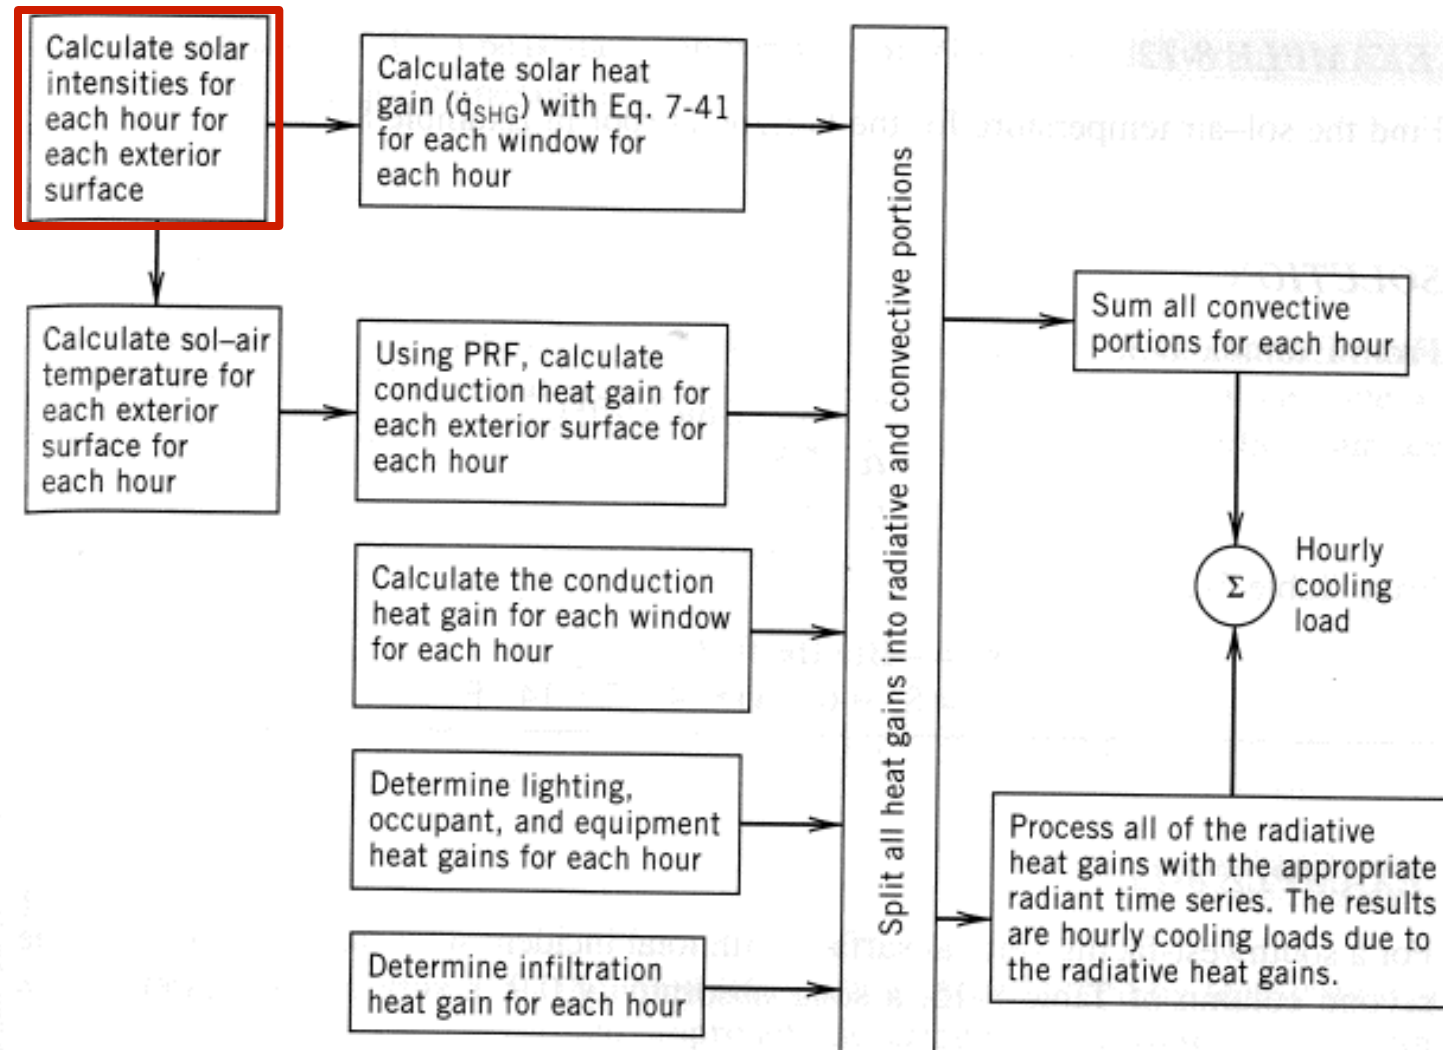 Calculate solar
intensities for
each hour for
each exterior
surface
Calculate solar heat
gain (q̇SHG) with Eq. 7-41
for each window for
each hour
Calculate sol–air
temperature for
each exterior
surface for
each hour
Using PRF, calculate
conduction heat gain for
each exterior surface for
each hour
Calculate the conduction
heat gain for each window
for each hour
Determine lighting,
occupant, and equipment
heat gains for each hour
Determine infiltration
heat gain for each hour
Split all heat gains into radiative and convective portions
Sum all convective
portions for each hour
Σ
Hourly
cooling
load
Process all of the radiative
heat gains with the appropriate
radiant time series. The results
are hourly cooling loads due to
the radiative heat gains.